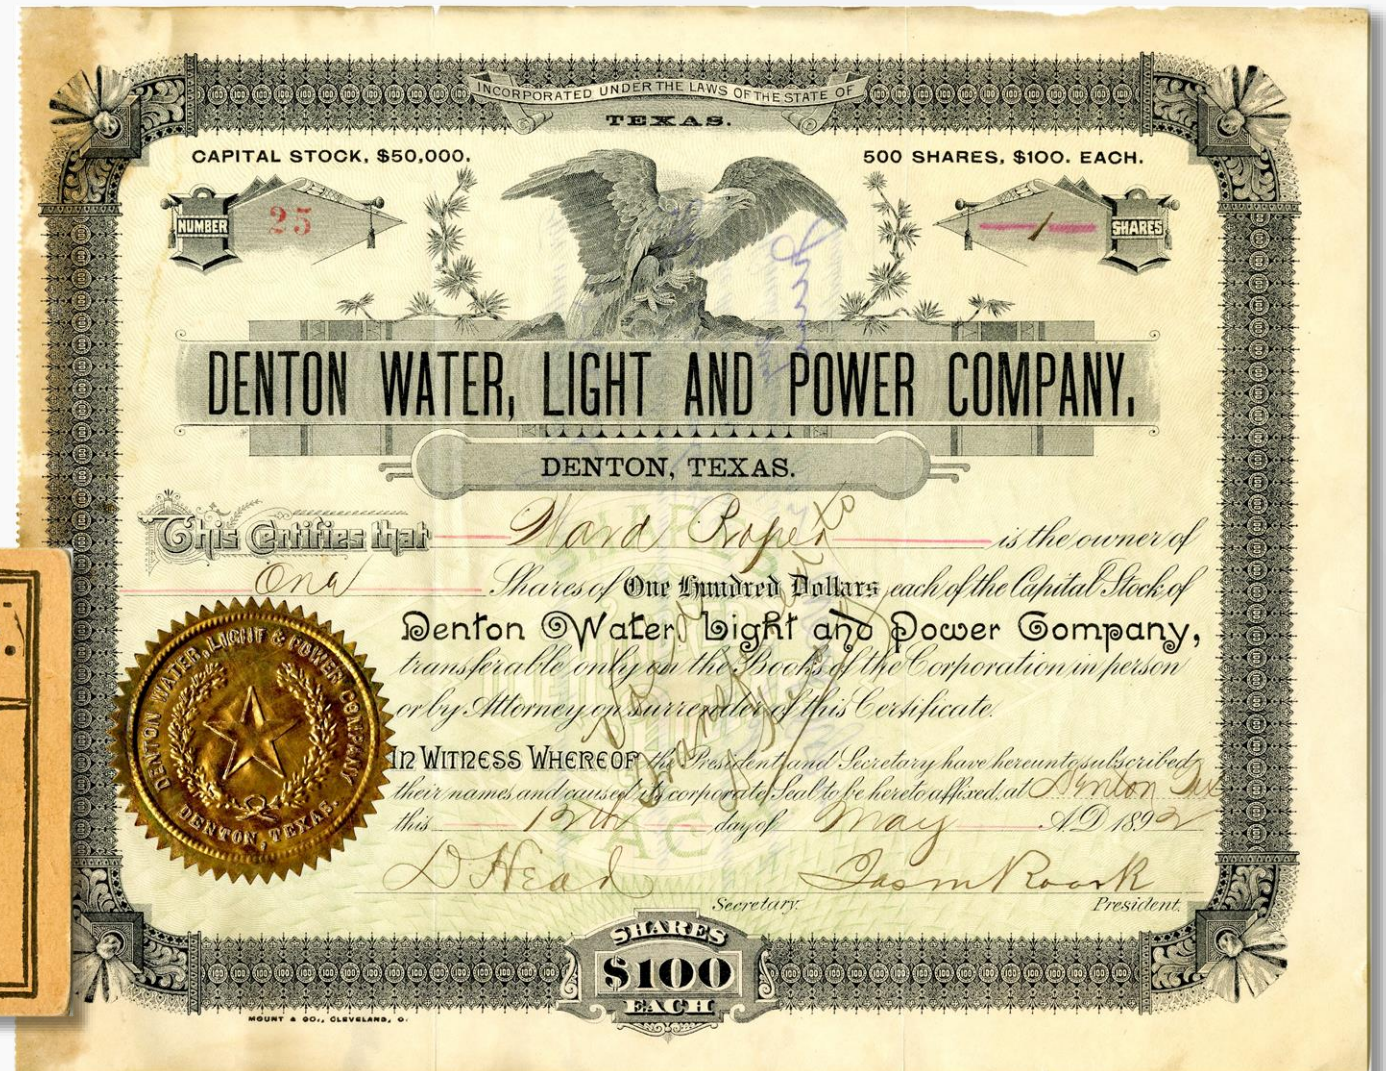 INCORPORATED UNDER THE LAWS OF THE STATE OF
TEXAS.
CAPITAL STOCK, $50,000.
500 SHARES, $100. EACH.
NUMBER 25
1 SHARES
DENTON WATER, LIGHT AND POWER COMPANY.
DENTON, TEXAS.
This Certifies that Ward Roper is the owner of
One Shares of One Hundred Dollars each of the Capital Stock of
Denton Water, Light and Power Company,
transferable only on the Books of the Corporation in person
or by Attorney on surrender of this Certificate.
In Witness Whereof the President and Secretary have hereunto subscribed
their names and caused its corporate Seal to be hereto affixed, at Denton Tex
this 12th day of May A.D. 1892
D Head
Secretary.
Jas m Roark
President.
DENTON WATER, LIGHT & POWER COMPANY
DENTON, TEXAS.
SHARES
$100
EACH
MOUNT & CO., CLEVELAND, O.